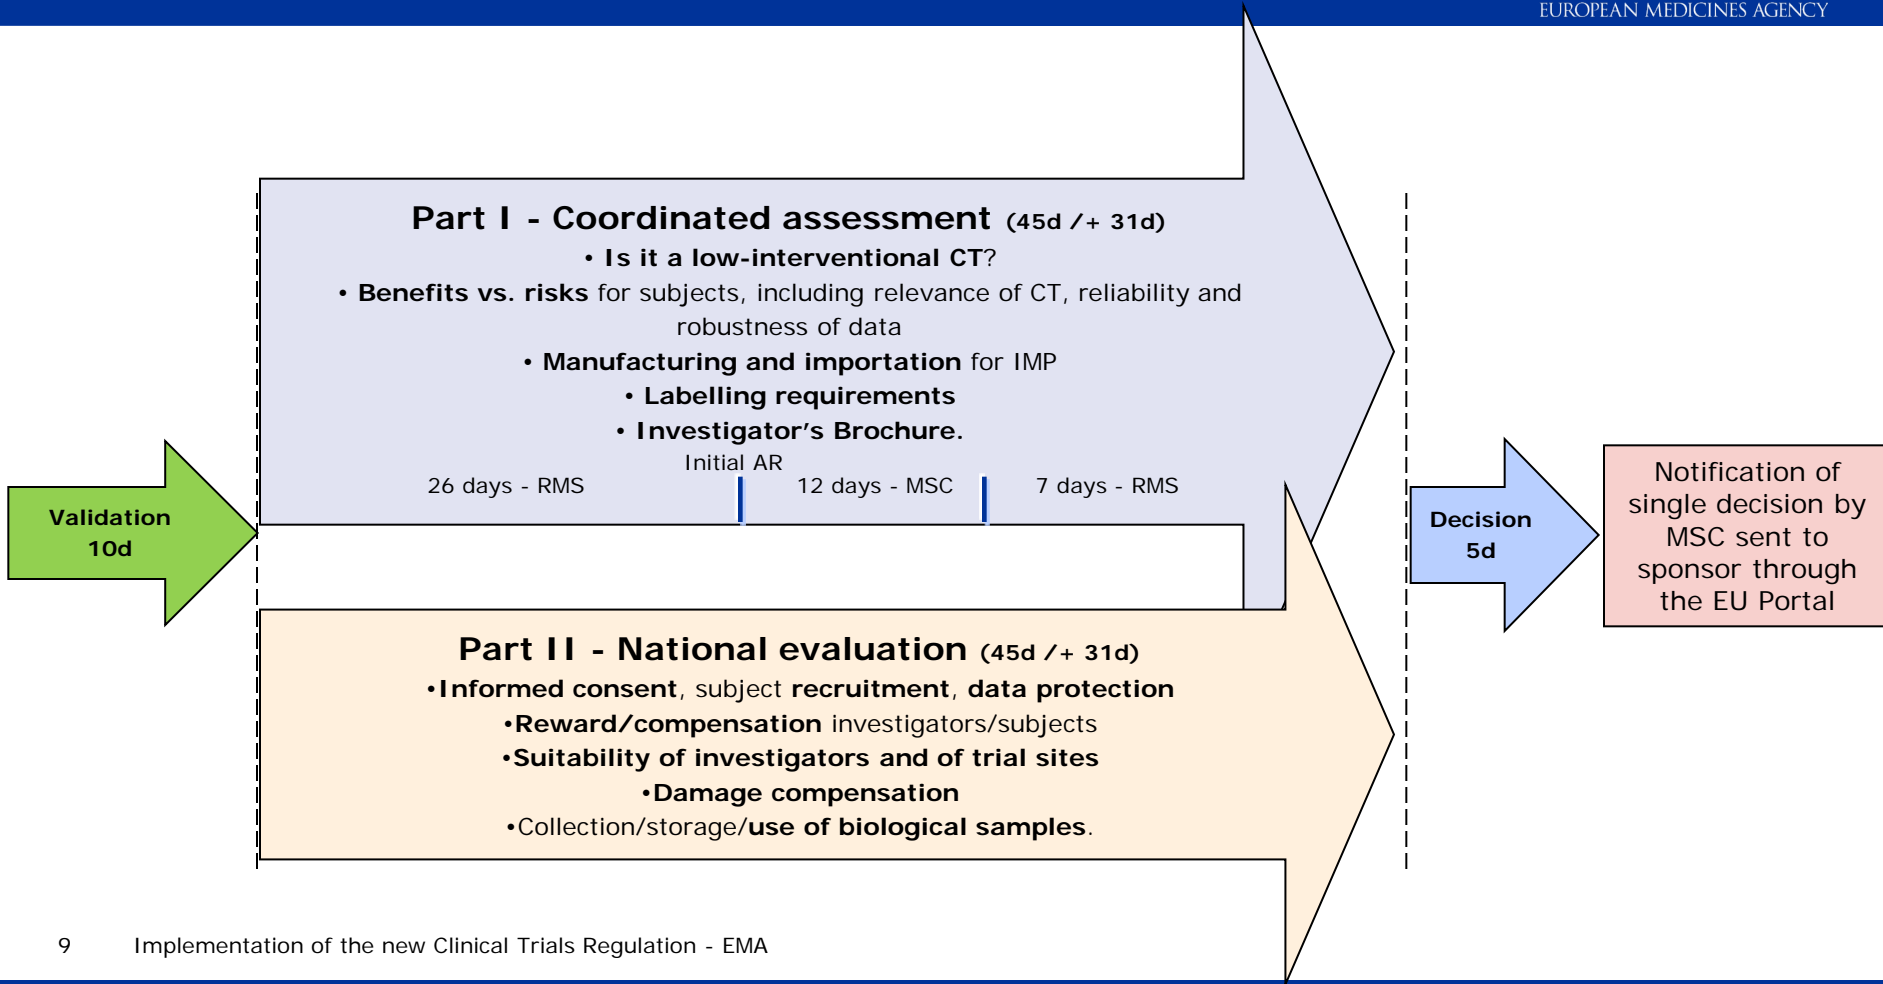 EUROPEAN MEDICINES AGENCY
Part I - Coordinated assessment (45d /+ 31d)
• Is it a low-interventional CT?
• Benefits vs. risks for subjects, including relevance of CT, reliability and
robustness of data
• Manufacturing and importation for IMP
• Labelling requirements
• Investigator's Brochure.
Initial AR
26 days - RMS
12 days - MSC
7 days - RMS
Validation
10d
Decision
5d
Notification of
single decision by
MSC sent to
sponsor through
the EU Portal
Part II - National evaluation (45d /+ 31d)
•Informed consent, subject recruitment, data protection
•Reward/compensation investigators/subjects
•Suitability of investigators and of trial sites
•Damage compensation
•Collection/storage/use of biological samples.
9 Implementation of the new Clinical Trials Regulation - EMA